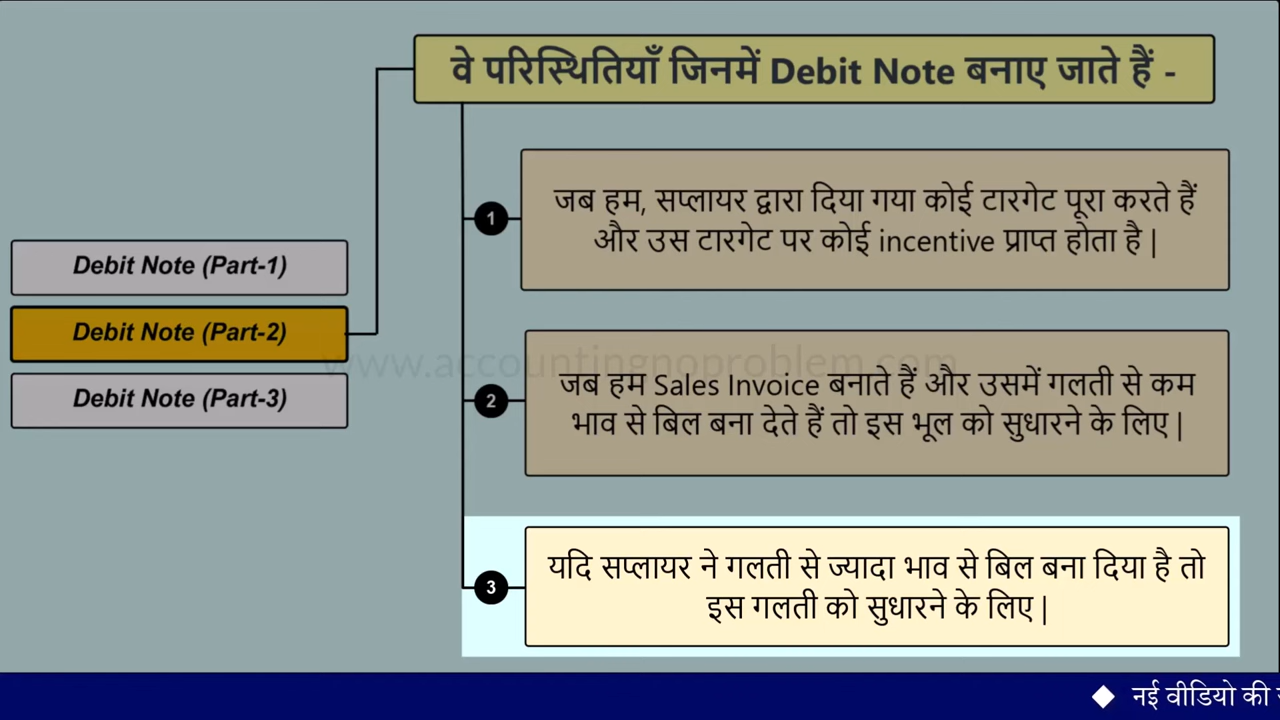 वे परिस्थितियाँ जिनमें Debit Note बनाए जाते हैं -
1
जब हम, सप्लायर द्वारा दिया गया कोई टारगेट पूरा करते हैं
और उस टारगेट पर कोई incentive प्राप्त होता है |
Debit Note (Part-1)
Debit Note (Part-2)
Debit Note (Part-3)
www.accountingnoproblem.com
2
जब हम Sales Invoice बनाते हैं और उसमें गलती से कम
भाव से बिल बना देते हैं तो इस भूल को सुधारने के लिए |
3
यदि सप्लायर ने गलती से ज्यादा भाव से बिल बना दिया है तो
इस गलती को सुधारने के लिए |
◆ नई वीडियो की